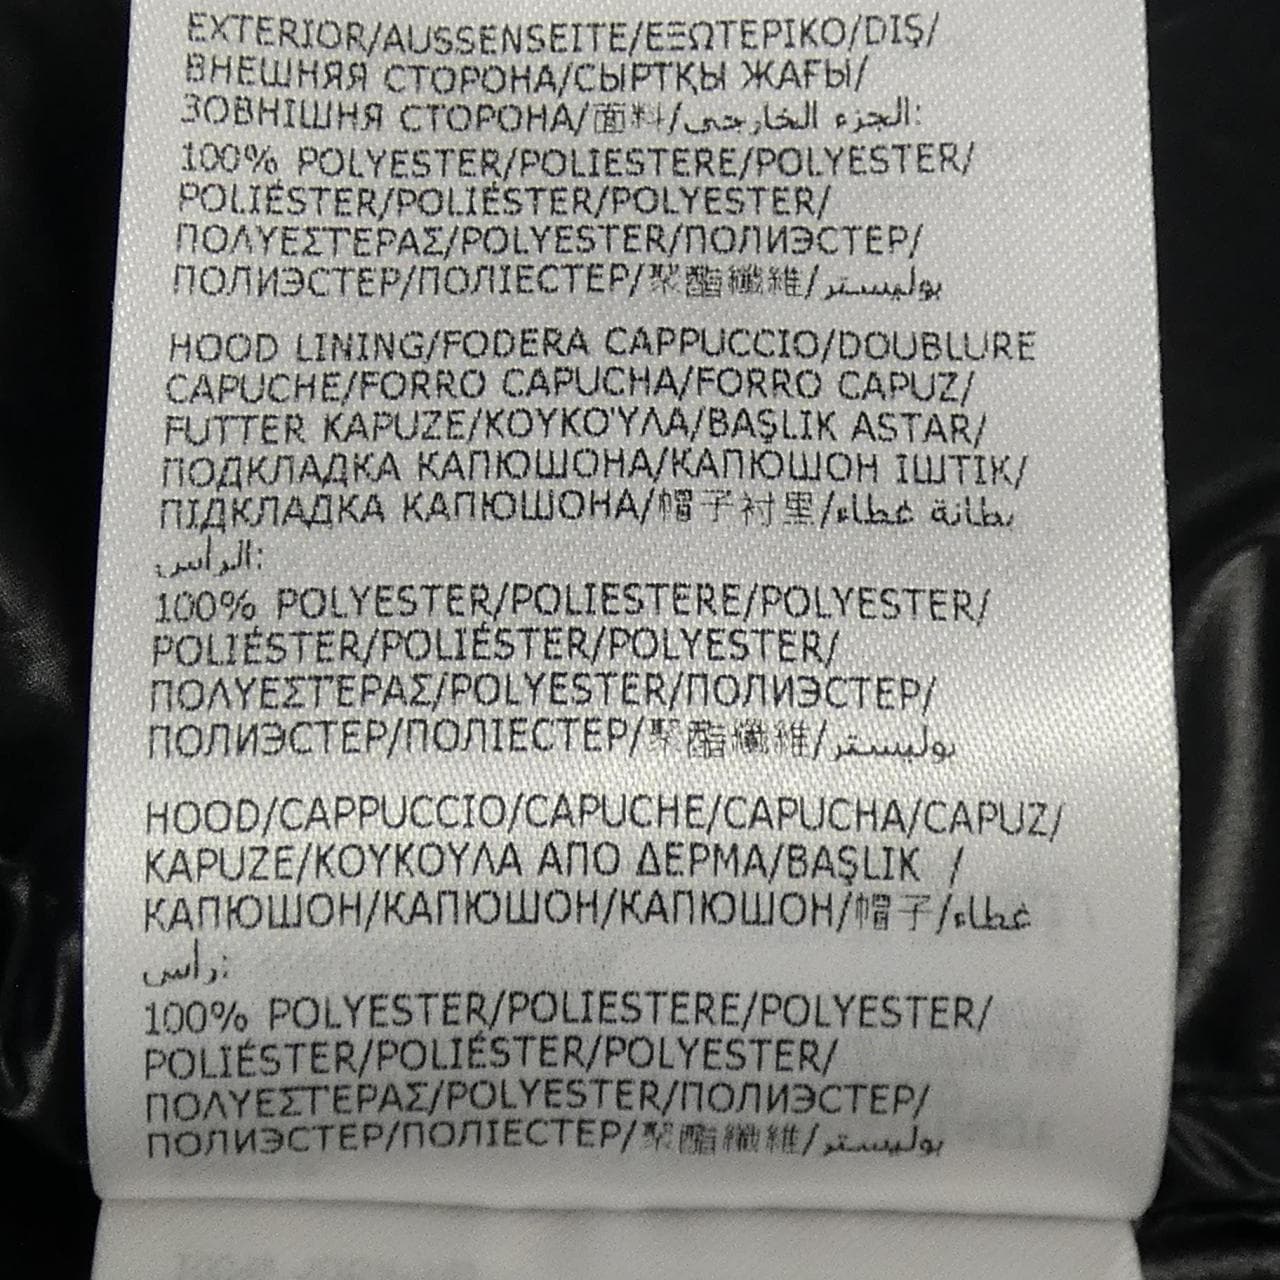 EXTERIOR/AUSSENSEITE/ΕΞΩΤΕΡΙΚΟ/DIŞ/
ВНЕШНЯЯ СТОРОНА/СЫРТҚЫ ЖАҒЫ/
ЗОВНІШНЯ СТОРОНА/面料/الجزء الخارجي:
100% POLYESTER/POLIESTERE/POLYESTER/
POLIÉSTER/POLIÉSTER/POLYESTER/
ΠΟΛΥΕΣΤΕΡΑΣ/POLYESTER/ПОЛИЭСТЕР/
ПОЛИЭСТЕР/ПОЛІЕСТЕР/聚酯纖維/بوليستر
HOOD LINING/FODERA CAPPUCCIO/DOUBLURE
CAPUCHE/FORRO CAPUCHA/FORRO CAPUZ/
FUTTER KAPUZE/ΚΟΥΚΟΎΛΑ/BAŞLIK ASTAR/
ПОДКЛАДКА КАПЮШОНА/КАПЮШОН ІШТІК/
ПІДКЛАДКА КАПЮШОНА/帽子衬里/بطانة غطاء
الرأس:
100% POLYESTER/POLIESTERE/POLYESTER/
POLIÉSTER/POLIÉSTER/POLYESTER/
ΠΟΛΥΕΣΤΕΡΑΣ/POLYESTER/ПОЛИЭСТЕР/
ПОЛИЭСТЕР/ПОЛІЕСТЕР/聚酯纖維/بوليستر
HOOD/CAPPUCCIO/CAPUCHE/CAPUCHA/CAPUZ/
KAPUZE/ΚΟΥΚΟΥΛΑ ΑΠΟ ΔΕΡΜΑ/BAŞLIK /
КАПЮШОН/КАПЮШОН/КАПЮШОН/帽子/غطاء
رأس:
100% POLYESTER/POLIESTERE/POLYESTER/
POLIÉSTER/POLIÉSTER/POLYESTER/
ΠΟΛΥΕΣΤΕΡΑΣ/POLYESTER/ПОЛИЭСТЕР/
ПОЛИЭСТЕР/ПОЛІЕСТЕР/聚酯纖維/بوليستر